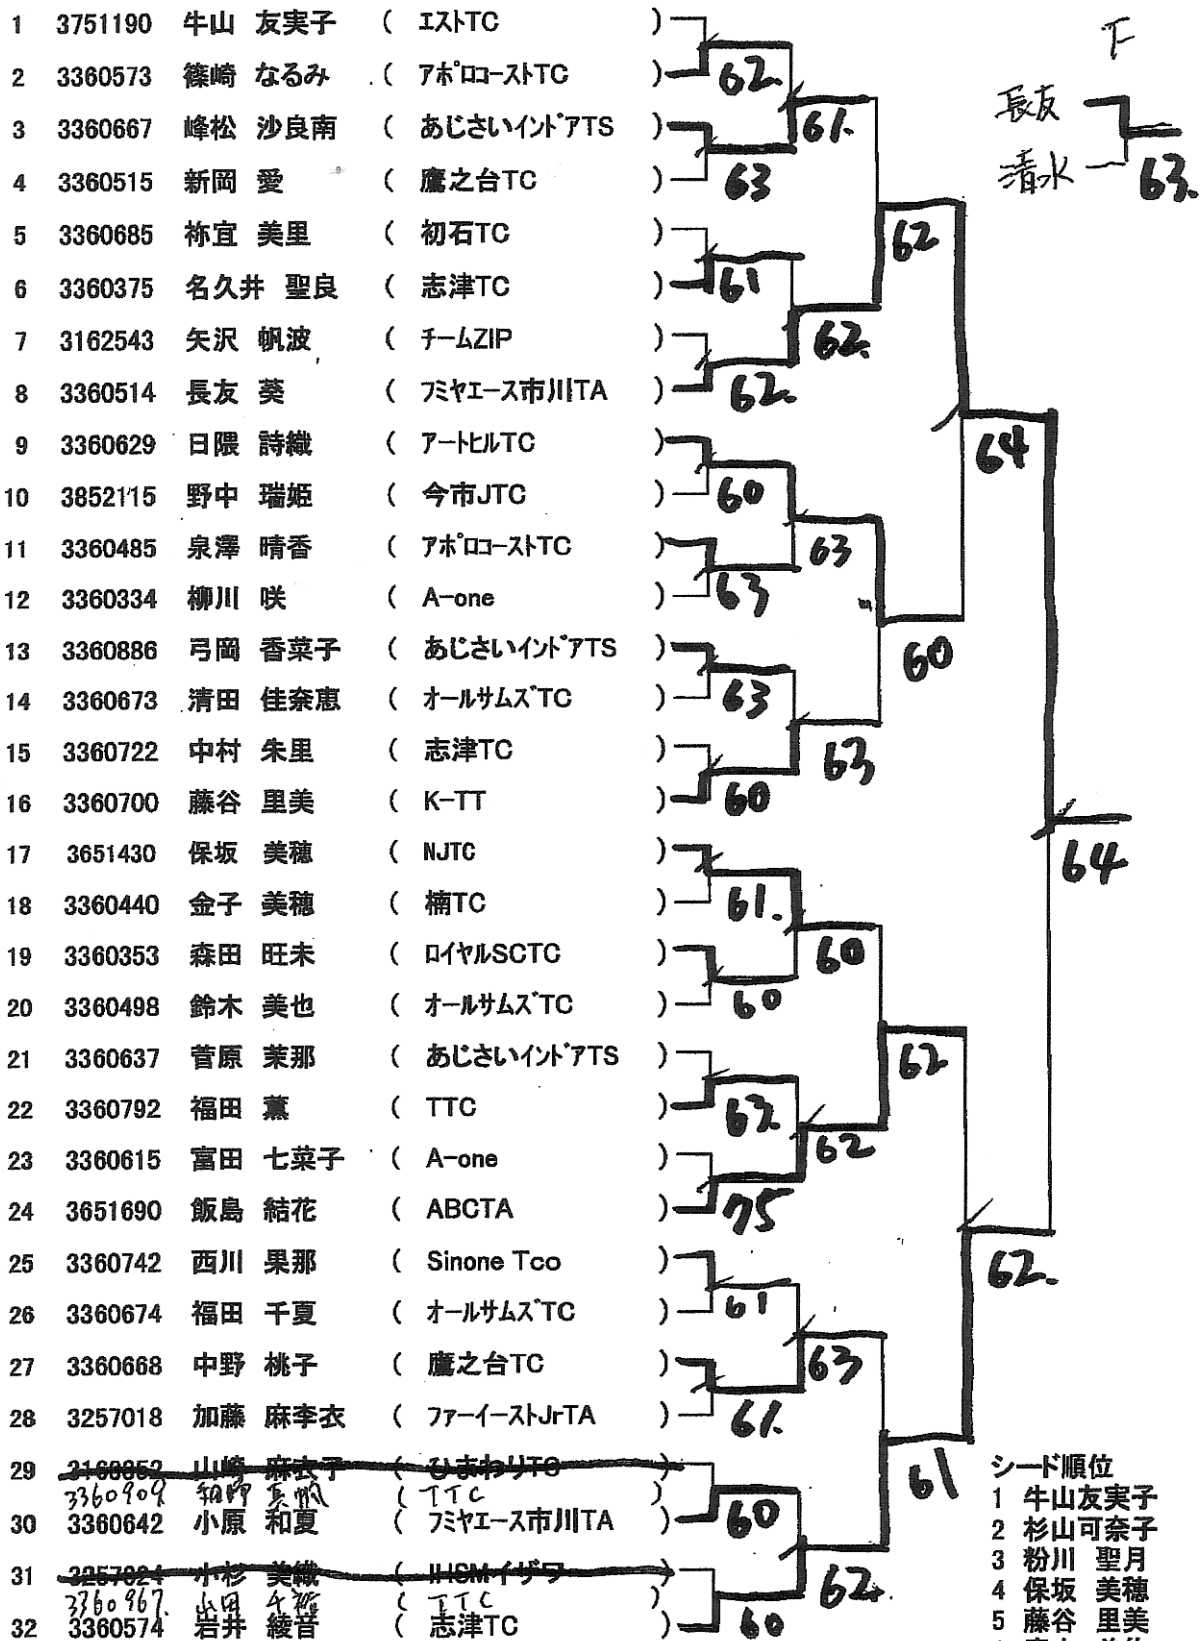 1 3751190 牛山 友実子 ( エストTC )
2 3360573 篠崎 なるみ ( アポロコーストTC )
3 3360667 峰松 沙良南 ( あじさいインドアTS )
4 3360515 新岡 愛 ( 鷹之台TC )
5 3360685 祢宜 美里 ( 初石TC )
6 3360375 名久井 聖良 ( 志津TC )
7 3162543 矢沢 帆波 ( チームZIP )
8 3360514 長友 葵 ( フミヤエース市川TA )
9 3360629 日隈 詩織 ( アートヒルTC )
10 3852115 野中 瑞姫 ( 今市JTC )
11 3360485 泉澤 晴香 ( アポロコーストTC )
12 3360334 柳川 咲 ( A-one )
13 3360886 弓岡 香菜子 ( あじさいインドアTS )
14 3360673 清田 佳奈恵 ( オールサムズTC )
15 3360722 中村 朱里 ( 志津TC )
16 3360700 藤谷 里美 ( K-TT )
17 3651430 保坂 美穂 ( NJTC )
18 3360440 金子 美穂 ( 楠TC )
19 3360353 森田 旺未 ( ロイヤルSCTC )
20 3360498 鈴木 美也 ( オールサムズTC )
21 3360637 菅原 茉那 ( あじさいインドアTS )
22 3360792 福田 薫 ( TTC )
23 3360615 富田 七菜子 ( A-one )
24 3651690 飯島 結花 ( ABCTA )
25 3360742 西川 果那 ( Sinone Tco )
26 3360674 福田 千夏 ( オールサムズTC )
27 3360668 中野 桃子 ( 鷹之台TC )
28 3257018 加藤 麻李衣 ( ファーイーストJrTA )
29 山崎 麻衣子 ( ひまわりTC )
3360909 ( TTC )
30 3360642 小原 和夏 ( フミヤエース市川TA )
31 3257024 小杉 美織 (
3360967 ( TTC )
32 3360574 岩井 綾音 ( 志津TC )
62.
63
61
62.
60
63
63
60
61.
60
62
75
61
61.
60
60
61.
62.
63
63
60
62
63
62.
62
60
62
61
64
62.
64
F
長友
清水
63.
シード順位
1 牛山友実子
2 杉山可奈子
3 粉川 聖月
4 保坂 美穂
5 藤谷 里美